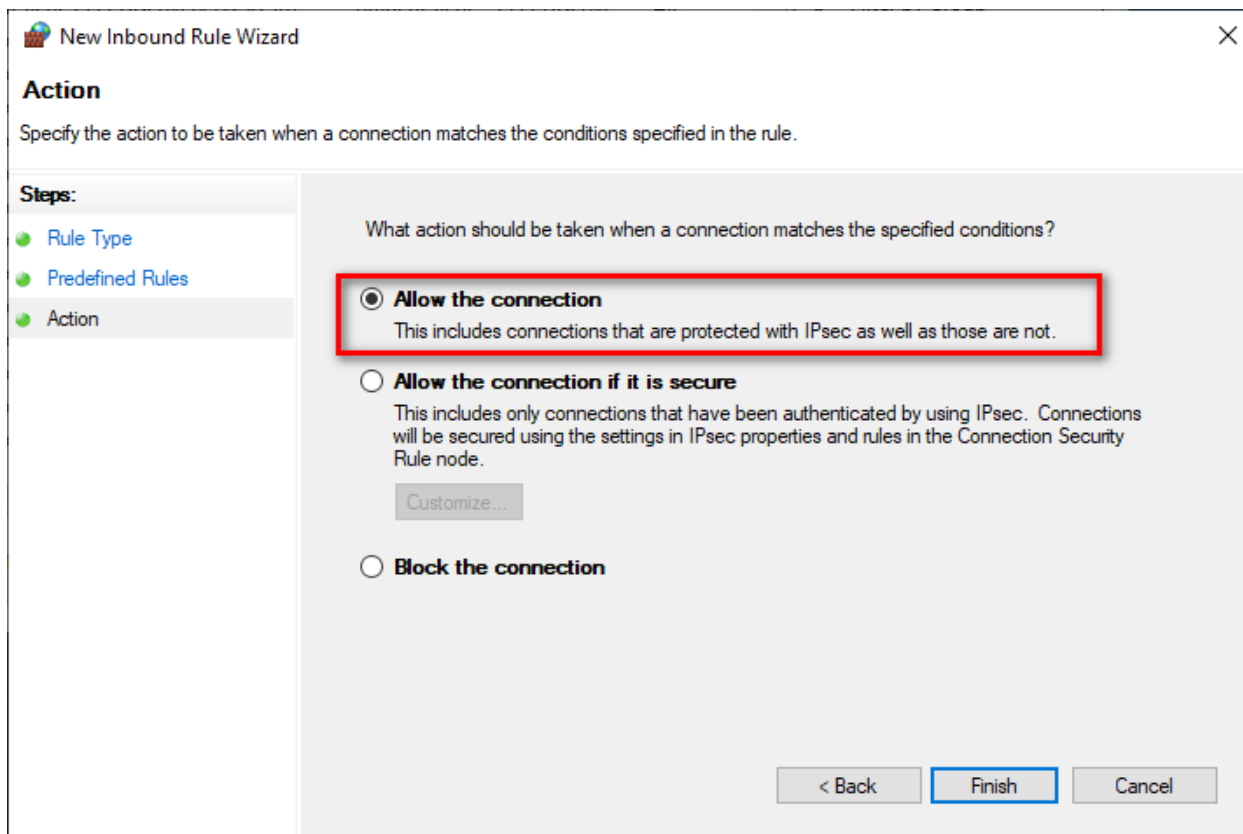 New Inbound Rule Wizard
Action
Specify the action to be taken when a connection matches the conditions specified in the rule.
Steps:
Rule Type
Predefined Rules
Action
What action should be taken when a connection matches the specified conditions?
Allow the connection
This includes connections that are protected with IPsec as well as those are not.
Allow the connection if it is secure
This includes only connections that have been authenticated by using IPsec. Connections
will be secured using the settings in IPsec properties and rules in the Connection Security
Rule node.
Customize...
Block the connection
< Back
Finish
Cancel